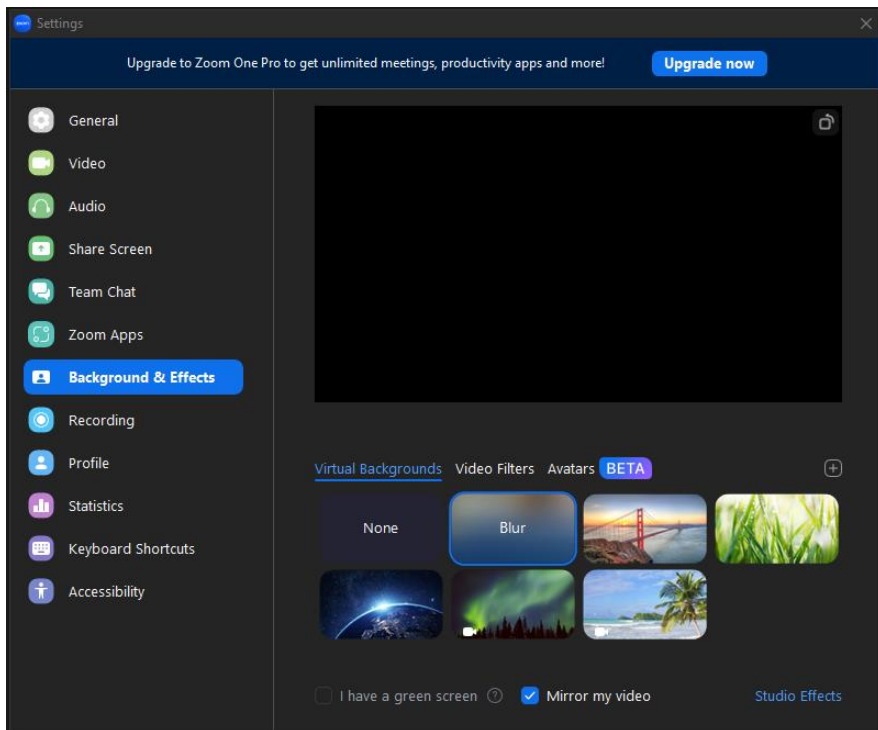 Settings
Upgrade to Zoom One Pro to get unlimited meetings, productivity apps and more!
Upgrade now
General
Video
Audio
Share Screen
Team Chat
Zoom Apps
Background & Effects
Recording
Profile
Statistics
Keyboard Shortcuts
Accessibility
Virtual Backgrounds Video Filters Avatars BETA
None
Blur
I have a green screen ?
Mirror my video
Studio Effects